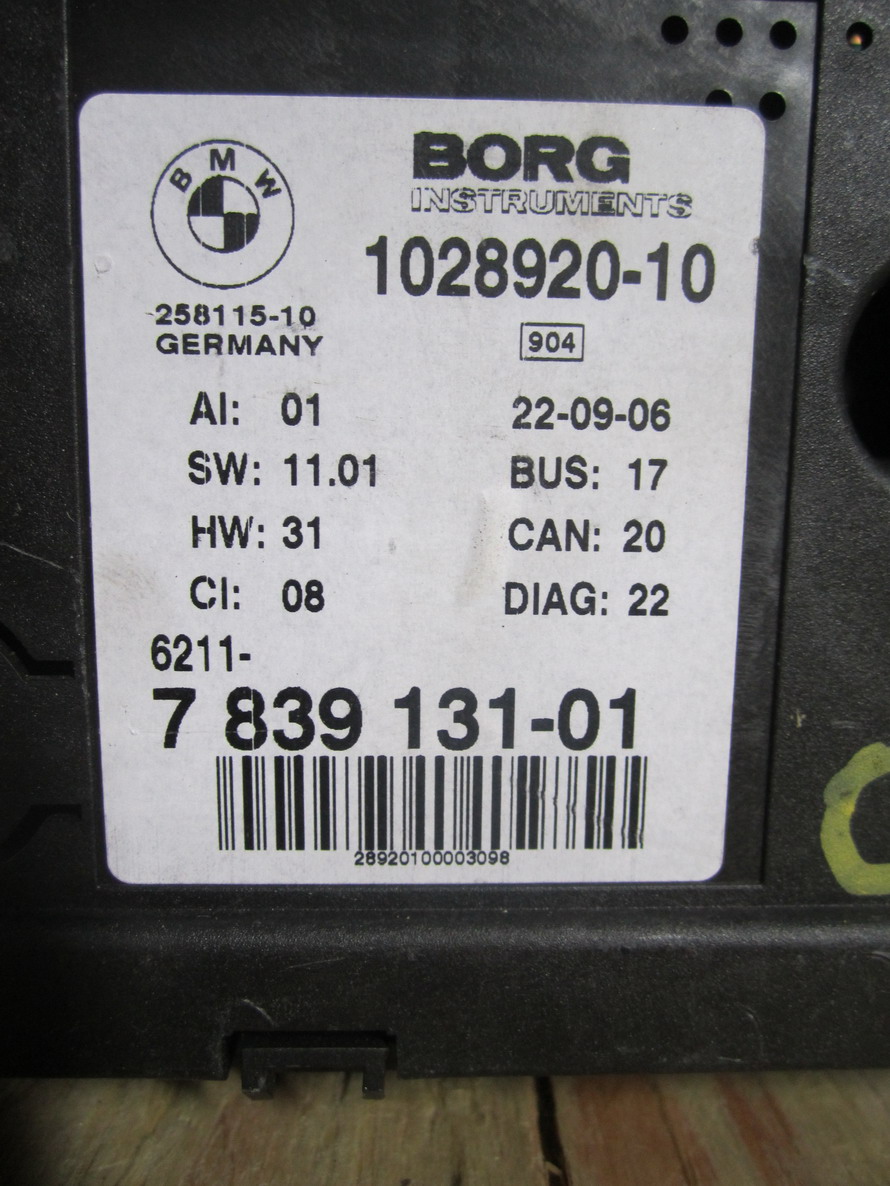 BMW
BORG
INSTRUMENTS
1028920-10
258115-10
GERMANY
904
AI: 01
22-09-06
SW: 11.01
BUS: 17
HW: 31
CAN: 20
CI: 08
DIAG: 22
6211-
7 839 131-01
28920100003098